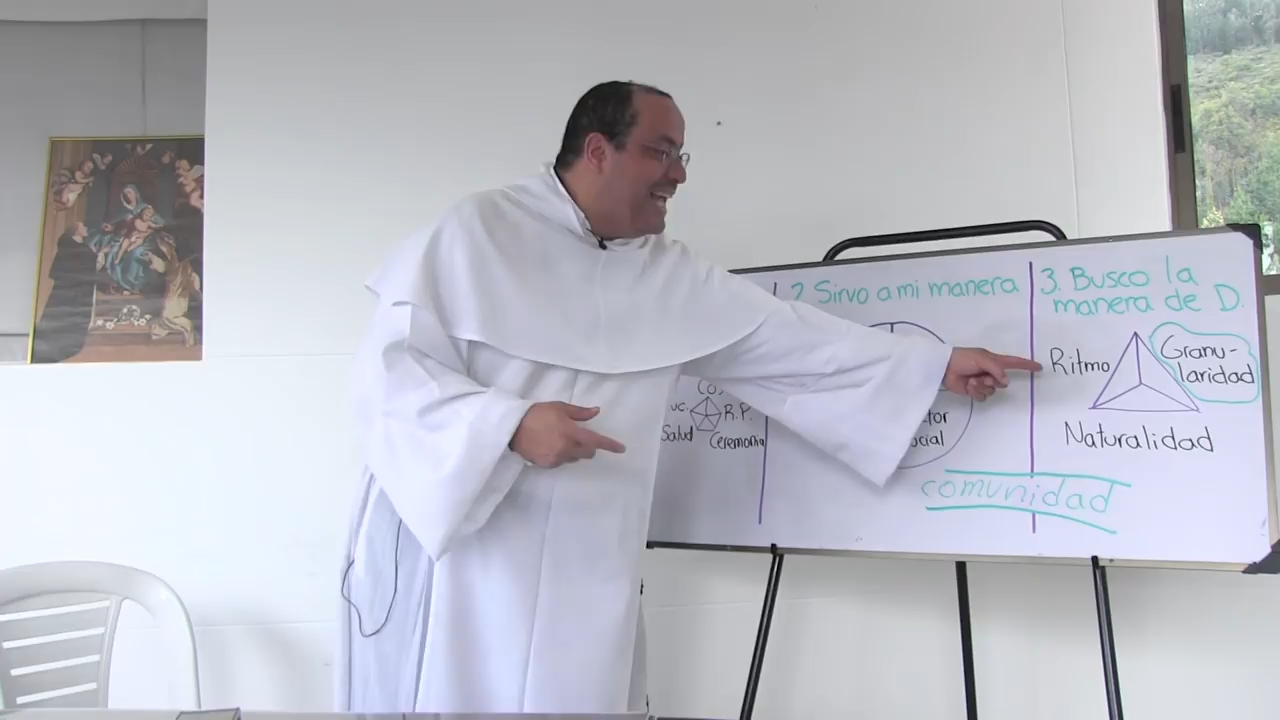 2. Sirvo a mi manera
3. Busco la
manera de D.
Ritmo
Granu-
laridad
Naturalidad
R.P.
Salud
Ceremonia
comunidad